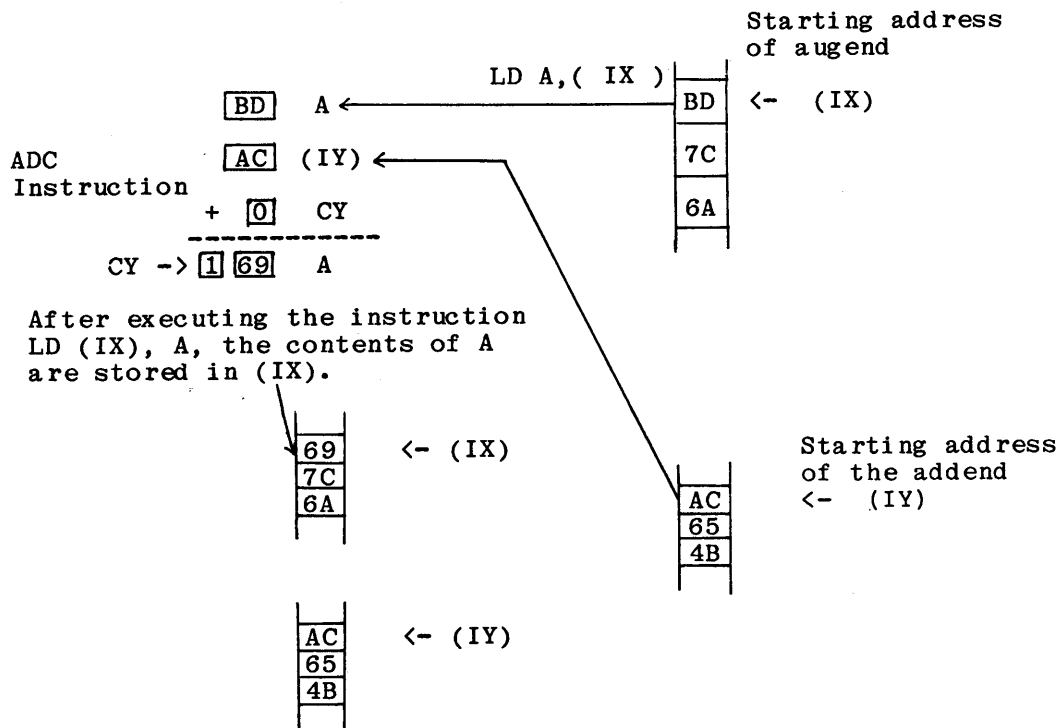 Starting address
of augend
LD A,( IX )
BD A
BD <- (IX)
ADC
Instruction
AC (IY)
7C
+ 0 CY
6A
CY -> 1 69 A
After executing the instruction
LD (IX), A, the contents of A
are stored in (IX).
69 <- (IX)
7C
6A
Starting address
of the addend
AC <- (IY)
65
4B
AC <- (IY)
65
4B